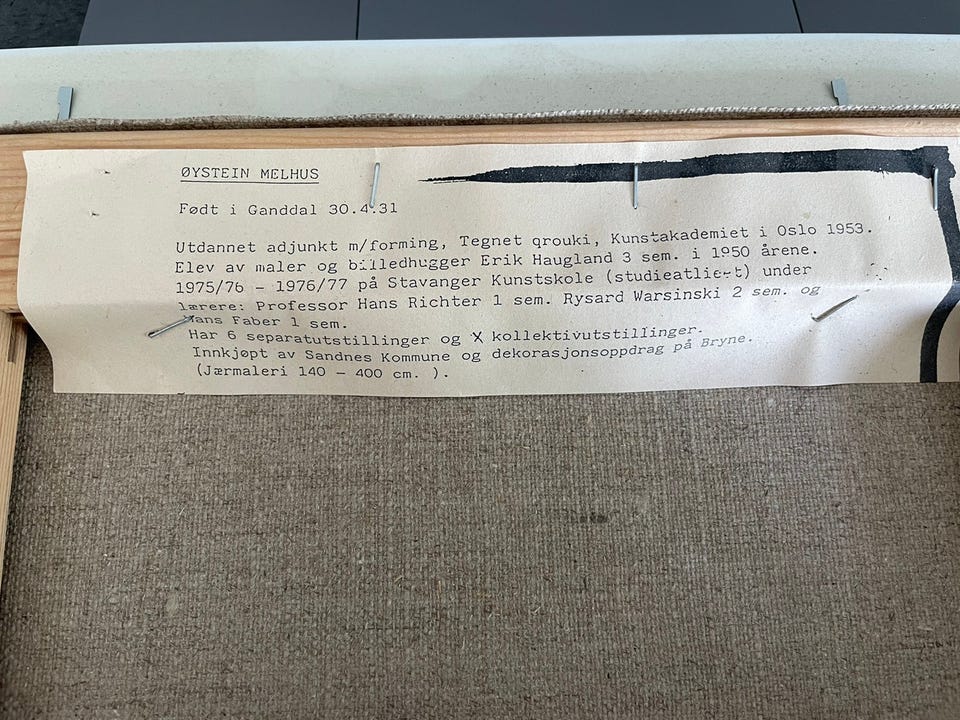 ØYSTEIN MELHUS
Født i Ganddal 30.4.31
Utdannet adjunkt m/forming, Tegnet qrouki, Kunstakademiet i Oslo 1953.
Elev av maler og billedhugger Erik Haugland 3 sem. i 1950 årene.
1975/76 - 1976/77 på Stavanger Kunstskole (studieatliet) under
lærere: Professor Hans Richter 1 sem. Rysard Warsinski 2 sem. og
Hans Faber 1 sem.
Har 6 separatutstillinger og X kollektivutstillinger.
Innkjøpt av Sandnes Kommune og dekorasjonsoppdrag på Bryne.
(Jærmaleri 140 - 400 cm. ).